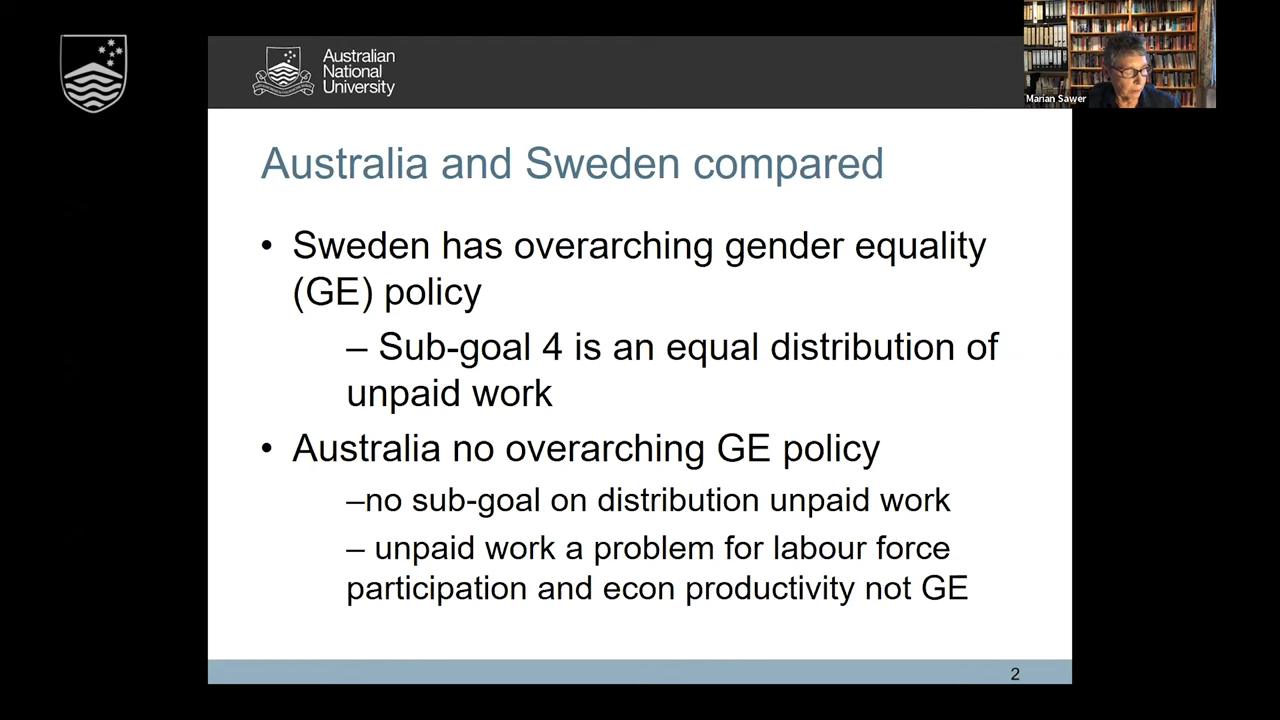 Australian
National
University
Marian Sawer
Australia and Sweden compared
• Sweden has overarching gender equality
(GE) policy
– Sub-goal 4 is an equal distribution of
unpaid work
• Australia no overarching GE policy
–no sub-goal on distribution unpaid work
– unpaid work a problem for labour force
participation and econ productivity not GE
2